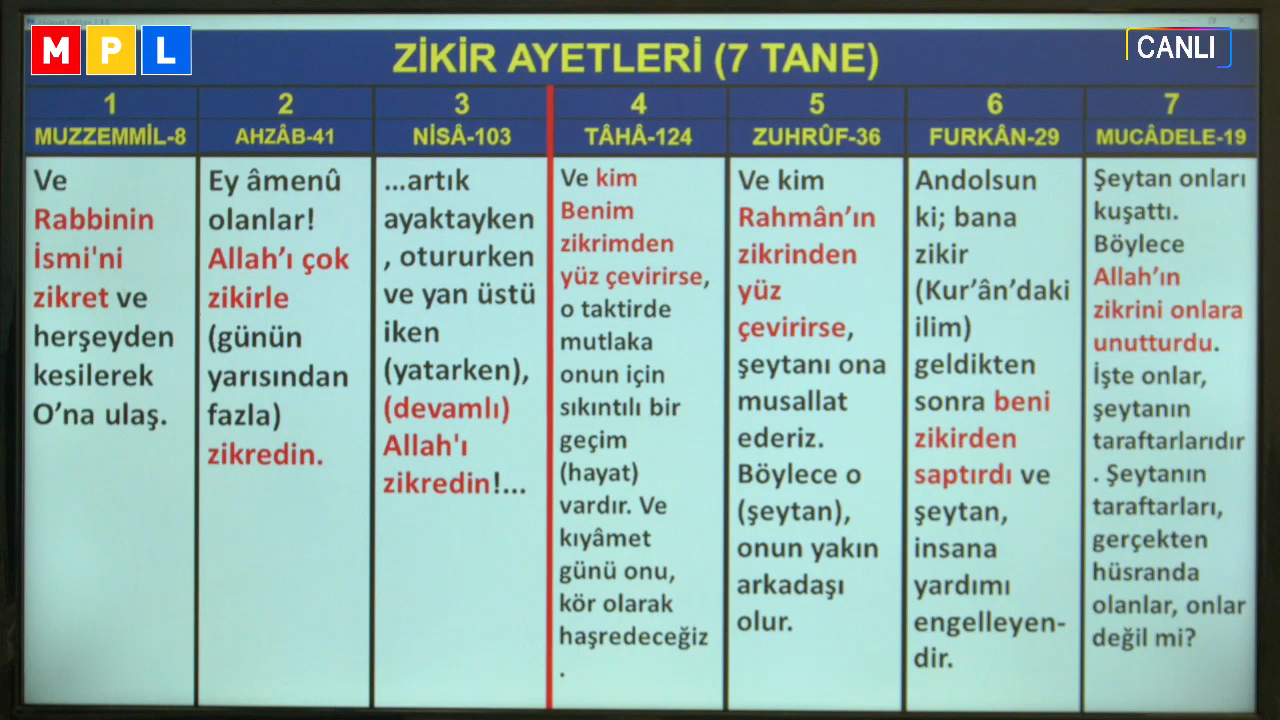 MPL
CANLI
ZİKİR AYETLERİ (7 TANE)
1
MUZZEMMİL-8
Ve
Rabbinin
İsmi'ni
zikret ve
herşeyden
kesilerek
O’na ulaş.
2
AHZÂB-41
Ey âmenû
olanlar!
Allah’ı çok
zikirle
(günün
yarısından
fazla)
zikredin.
3
NİSÂ-103
...artık
ayaktayken
, otururken
ve yan üstü
iken
(yatarken),
(devamlı)
Allah'ı
zikredin!...
4
TÂHÂ-124
Ve kim
Benim
zikrimden
yüz çevirirse,
o taktirde
mutlaka
onun için
sıkıntılı bir
geçim
(hayat)
vardır. Ve
kıyâmet
günü onu,
kör olarak
haşredeceğiz
.
5
ZUHRÛF-36
Ve kim
Rahmân’ın
zikrinden
yüz
çevirirse,
şeytanı ona
musallat
ederiz.
Böylece o
(şeytan),
onun yakın
arkadaşı
olur.
6
FURKÂN-29
Andolsun
ki; bana
zikir
(Kur’ân’daki
ilim)
geldikten
sonra beni
zikirden
saptırdı ve
şeytan,
insana
yardımı
engelleyen-
dir.
7
MUCÂDELE-19
Şeytan onları
kuşattı.
Böylece
Allah’ın
zikrini onlara
unutturdu.
İşte onlar,
şeytanın
taraftarlarıdır
. Şeytanın
taraftarları,
gerçekten
hüsranda
olanlar, onlar
değil mi?